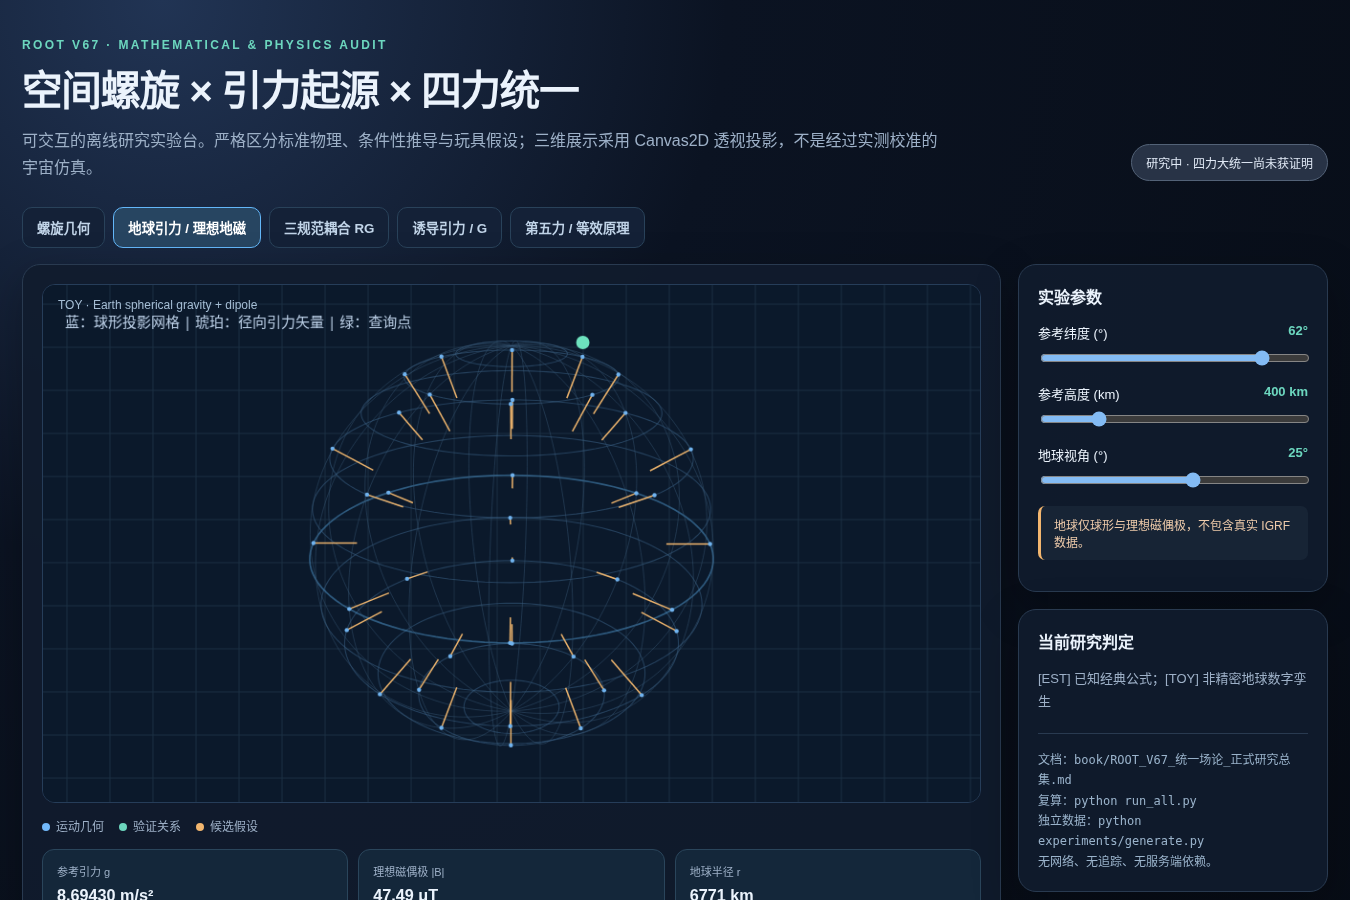 ROOT V67 · MATHEMATICAL & PHYSICS AUDIT
空间螺旋 × 引力起源 × 四力统一
可交互的离线研究实验台。严格区分标准物理、条件性推导与玩具假设；三维展示采用 Canvas2D 透视投影，不是经过实测校准的
宇宙仿真。
研究中 · 四力大统一尚未获证明
螺旋几何
地球引力 / 理想地磁
三规范耦合 RG
诱导引力 / G
第五力 / 等效原理
TOY · Earth spherical gravity + dipole
蓝：球形投影网格 | 琥珀：径向引力矢量 | 绿：查询点
运动几何
验证关系
候选假设
参考引力 g
8.69430 m/s²
理想磁偶极 |B|
47.49 μT
地球半径 r
6771 km
实验参数
参考纬度 (°)
62°
参考高度 (km)
400 km
地球视角 (°)
25°
地球仅球形与理想磁偶极，不包含真实 IGRF
数据。
当前研究判定
[EST] 已知经典公式；[TOY] 非精密地球数字孪
生
文档：book/ROOT_V67_统一场论_正式研究总
集.md
复算：python run_all.py
独立数据：python
experiments/generate.py
无网络、无追踪、无服务端依赖。